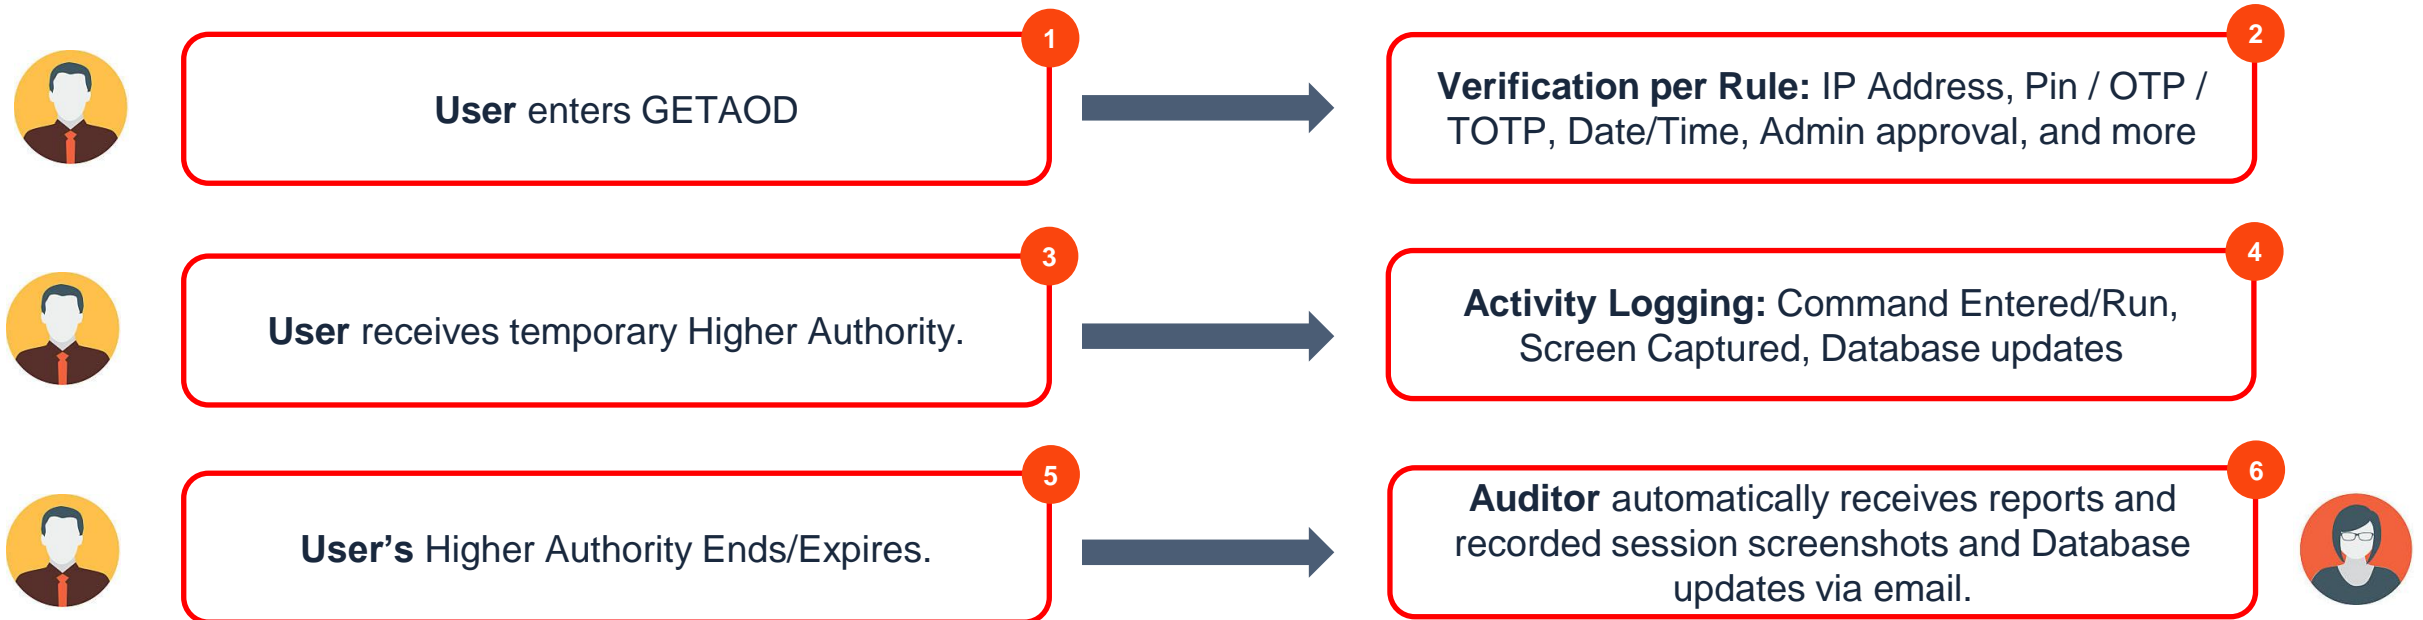 1
User enters GETAOD
2
Verification per Rule: IP Address, Pin / OTP /
TOTP, Date/Time, Admin approval, and more
3
User receives temporary Higher Authority.
4
Activity Logging: Command Entered/Run,
Screen Captured, Database updates
5
User’s Higher Authority Ends/Expires.
6
Auditor automatically receives reports and
recorded session screenshots and Database
updates via email.